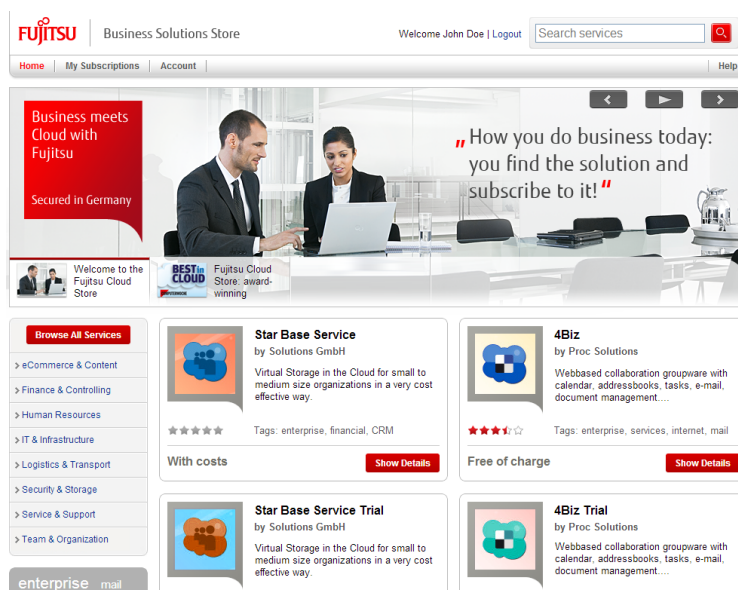 FUJITSU
Business Solutions Store
Welcome John Doe | Logout
Search services
Home
My Subscriptions
Account
Help
Business meets
Cloud with
Fujitsu
Secured in Germany
„How you do business today:
you find the solution and
subscribe to it!“
Welcome to the
Fujitsu Cloud
Store
BEST in
CLOUD
Fujitsu Cloud
Store: award-
winning
Browse All Services
eCommerce & Content
Finance & Controlling
Human Resources
IT & Infrastructure
Logistics & Transport
Security & Storage
Service & Support
Team & Organization
enterprise mail
Star Base Service
by Solutions GmbH
Virtual Storage in the Cloud for small to
medium size organizations in a very cost
effective way.
Tags: enterprise, financial, CRM
With costs
Show Details
4Biz
by Proc Solutions
Webbased collaboration groupware with
calendar, addressbooks, tasks, e-mail,
document management....
Tags: enterprise, services, internet, mail
Free of charge
Show Details
Star Base Service Trial
by Solutions GmbH
Virtual Storage in the Cloud for small to
medium size organizations in a very cost
effective way.
4Biz Trial
by Proc Solutions
Webbased collaboration groupware with
calendar, addressbooks, tasks, e-mail,
document management....